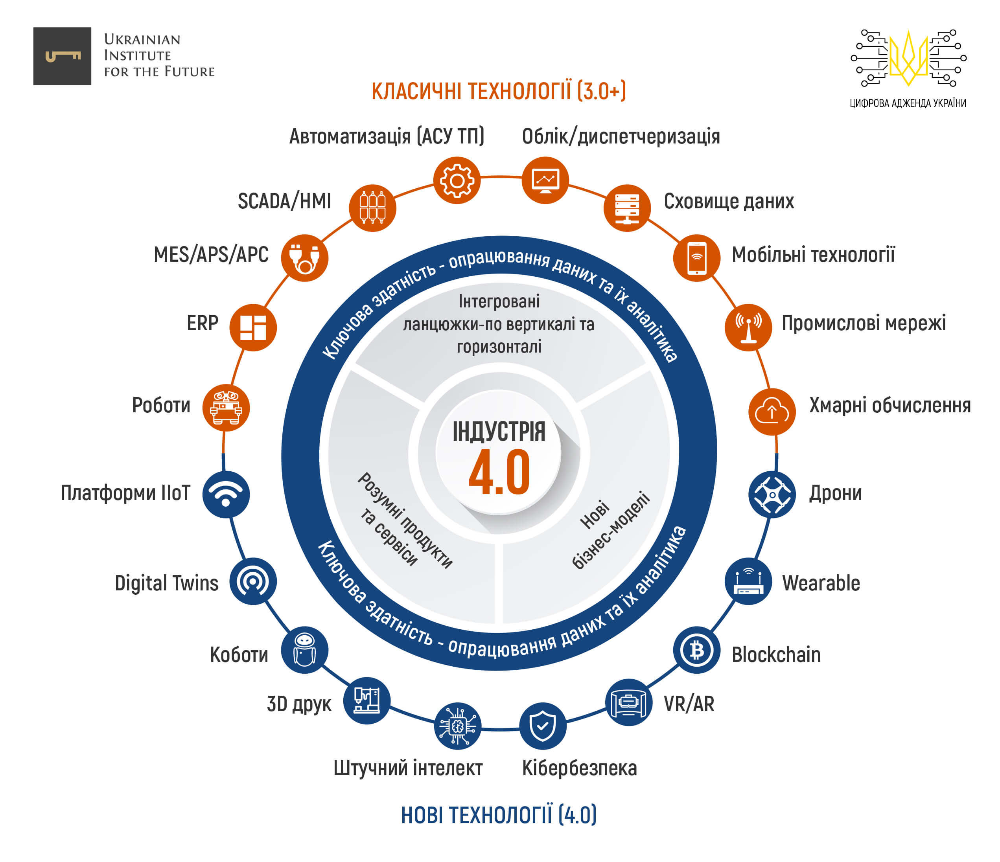 UKRAINIAN
INSTITUTE
FOR THE FUTURE
ЦИФРОВА АДЖЕНДА УКРАЇНИ
КЛАСИЧНІ ТЕХНОЛОГІЇ (3.0+)
Автоматизація (АСУ ТП)
Облік/диспетчеризація
SCADA/HMI
Сховище даних
MES/APS/APC
Мобільні технології
ERP
Промислові мережі
Роботи
Хмарні обчислення
Ключова здатність - опрацювання даних та їх аналітика
Інтегровані
ланцюжки-по вертикалі та
горизонталі
ІНДУСТРІЯ
4.0
Розумні продукти
та сервіси
Нові
бізнес-моделі
Ключова здатність - опрацювання даних та їх аналітика
Платформи IIoT
Дрони
Digital Twins
Wearable
Коботи
Blockchain
3D друк
VR/AR
Штучний інтелект
Кібербезпека
НОВІ ТЕХНОЛОГІЇ (4.0)